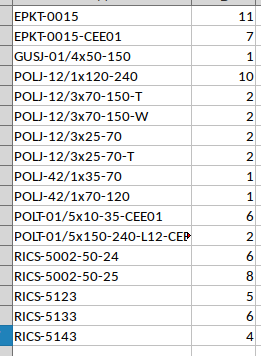 EPKT-0015 11
EPKT-0015-CEE01 7
GUSJ-01/4x50-150 1
POLJ-12/1x120-240 10
POLJ-12/3x70-150-T 2
POLJ-12/3x70-150-W 2
POLJ-12/3x25-70 2
POLJ-12/3x25-70-T 2
POLJ-42/1x35-70 1
POLJ-42/1x70-120 1
POLT-01/5x10-35-CEE01 6
POLT-01/5x150-240-L12-CEE 2
RICS-5002-50-24 6
RICS-5002-50-25 8
RICS-5123 5
RICS-5133 6
RICS-5143 4